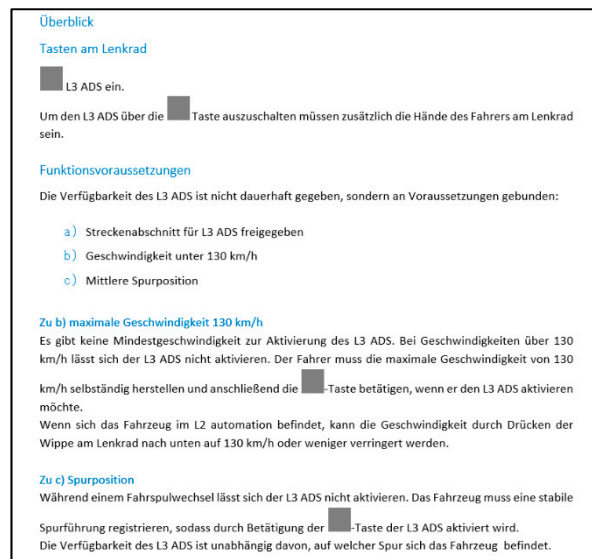 Überblick
Tasten am Lenkrad
L3 ADS ein.
Um den L3 ADS über die Taste auszuschalten müssen zusätzlich die Hände des Fahrers am Lenkrad
sein.
Funktionsvoraussetzungen
Die Verfügbarkeit des L3 ADS ist nicht dauerhaft gegeben, sondern an Voraussetzungen gebunden:
a) Streckenabschnitt für L3 ADS freigegeben
b) Geschwindigkeit unter 130 km/h
c) Mittlere Spurposition
Zu b) maximale Geschwindigkeit 130 km/h
Es gibt keine Mindestgeschwindigkeit zur Aktivierung des L3 ADS. Bei Geschwindigkeiten über 130
km/h lässt sich der L3 ADS nicht aktivieren. Der Fahrer muss die maximale Geschwindigkeit von 130
km/h selbständig herstellen und anschließend die -Taste betätigen, wenn er den L3 ADS aktivieren
möchte.
Wenn sich das Fahrzeug im L2 automation befindet, kann die Geschwindigkeit durch Drücken der
Wippe am Lenkrad nach unten auf 130 km/h oder weniger verringert werden.
Zu c) Spurposition
Während einem Fahrspulwechsel lässt sich der L3 ADS nicht aktivieren. Das Fahrzeug muss eine stabile
Spurführung registrieren, sodass durch Betätigung der -Taste der L3 ADS aktiviert wird.
Die Verfügbarkeit des L3 ADS ist unabhängig davon, auf welcher Spur sich das Fahrzeug befindet.